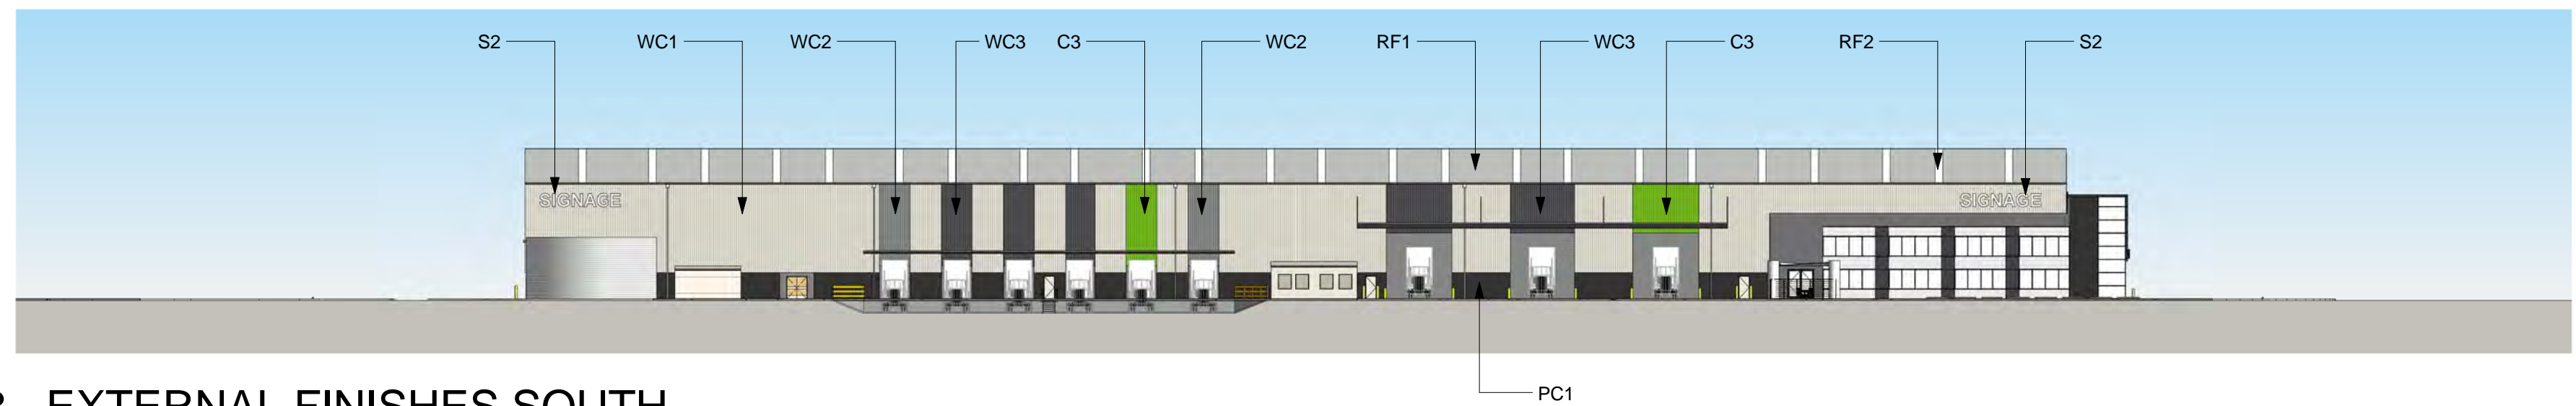 S2 WC1 WC2 WC3 C3 WC2 RF1 WC3 C3 RF2 S2
SIGNAGE SIGNAGE
PC1
EXTERNAL FINISHES SOUTH